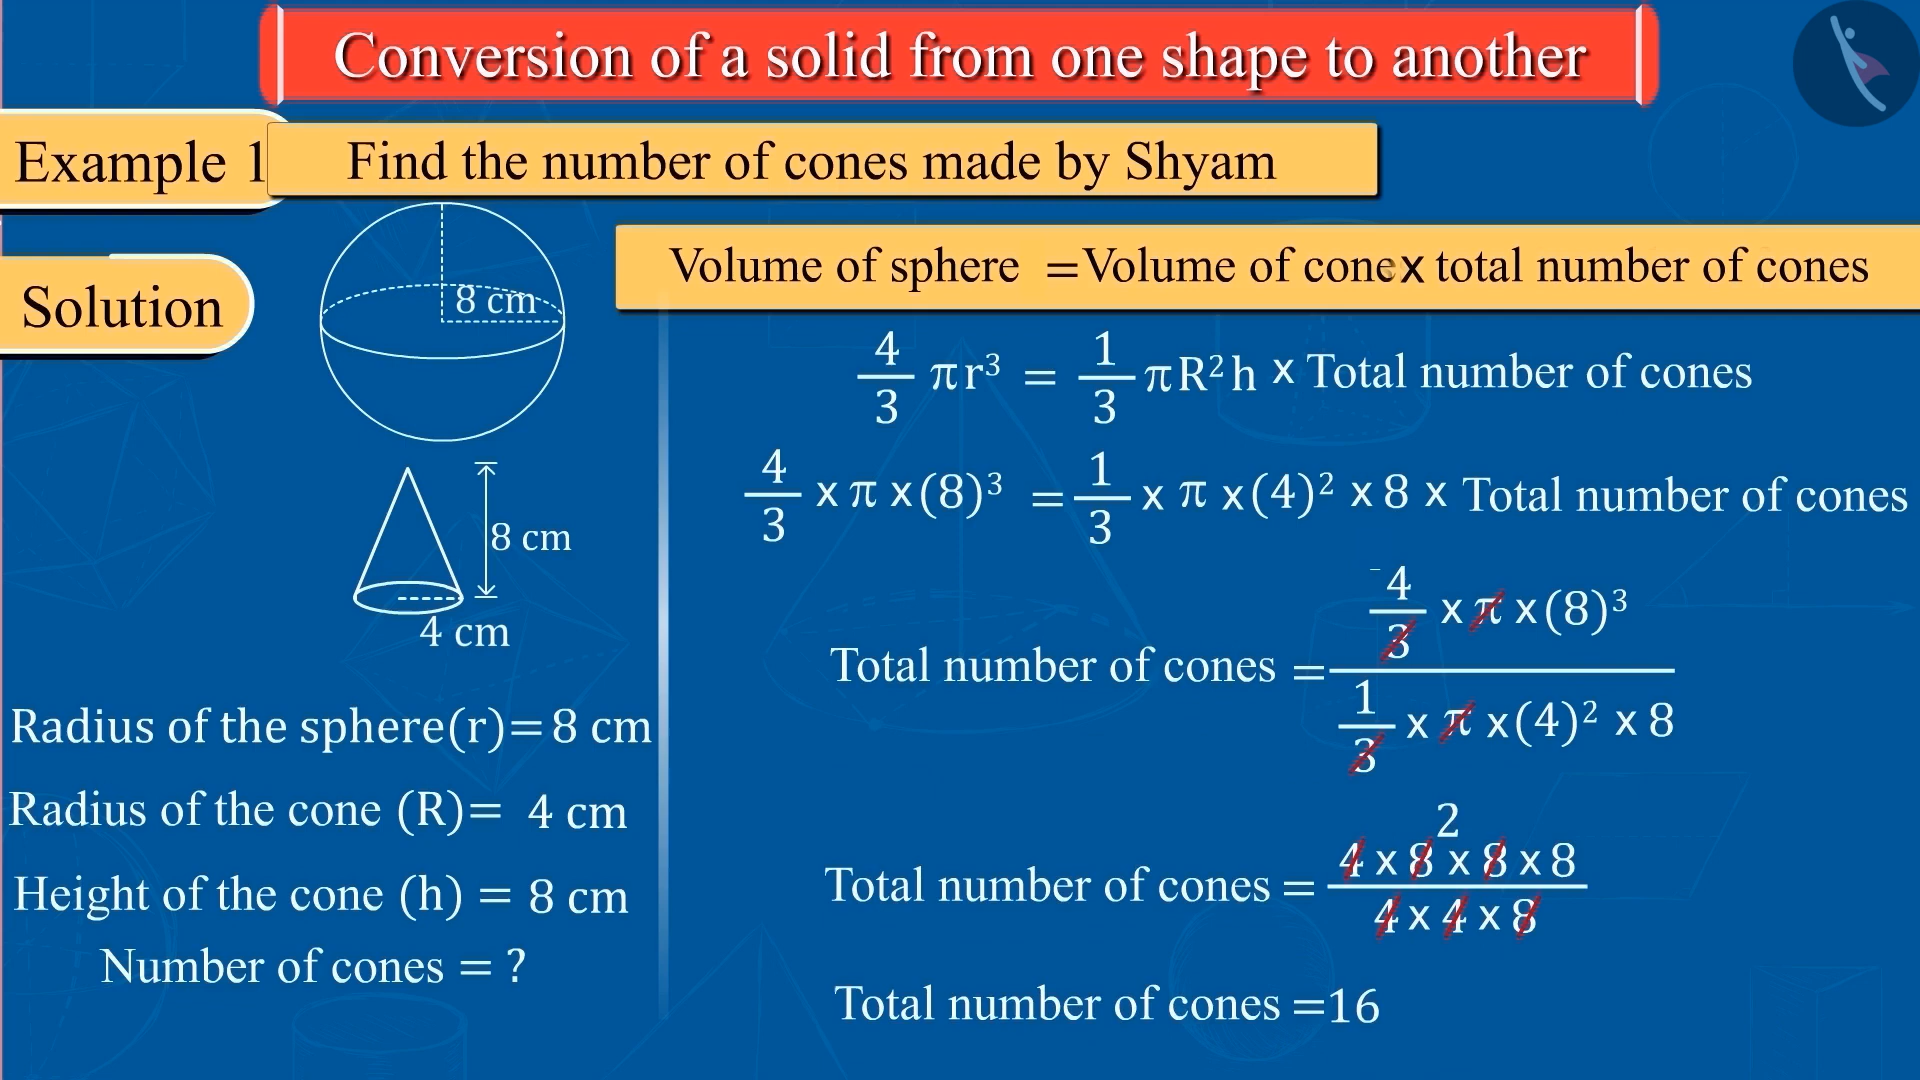 Conversion of a solid from one shape to another
Example 1
Find the number of cones made by Shyam
Solution
8 cm
8 cm
4 cm
Radius of the sphere(r)= 8 cm
Radius of the cone (R)= 4 cm
Height of the cone (h) = 8 cm
Number of cones = ?
Volume of sphere =Volume of cone x total number of cones
4/3 πr³ = 1/3 πR²h x Total number of cones
4/3 x π x (8)³ = 1/3 x π x (4)² x 8 x Total number of cones
Total number of cones = (4/3 x π x (8)³) / (1/3 x π x (4)² x 8)
2
Total number of cones = (4 x 8 x 8 x 8) / (4 x 4 x 8)
Total number of cones =16